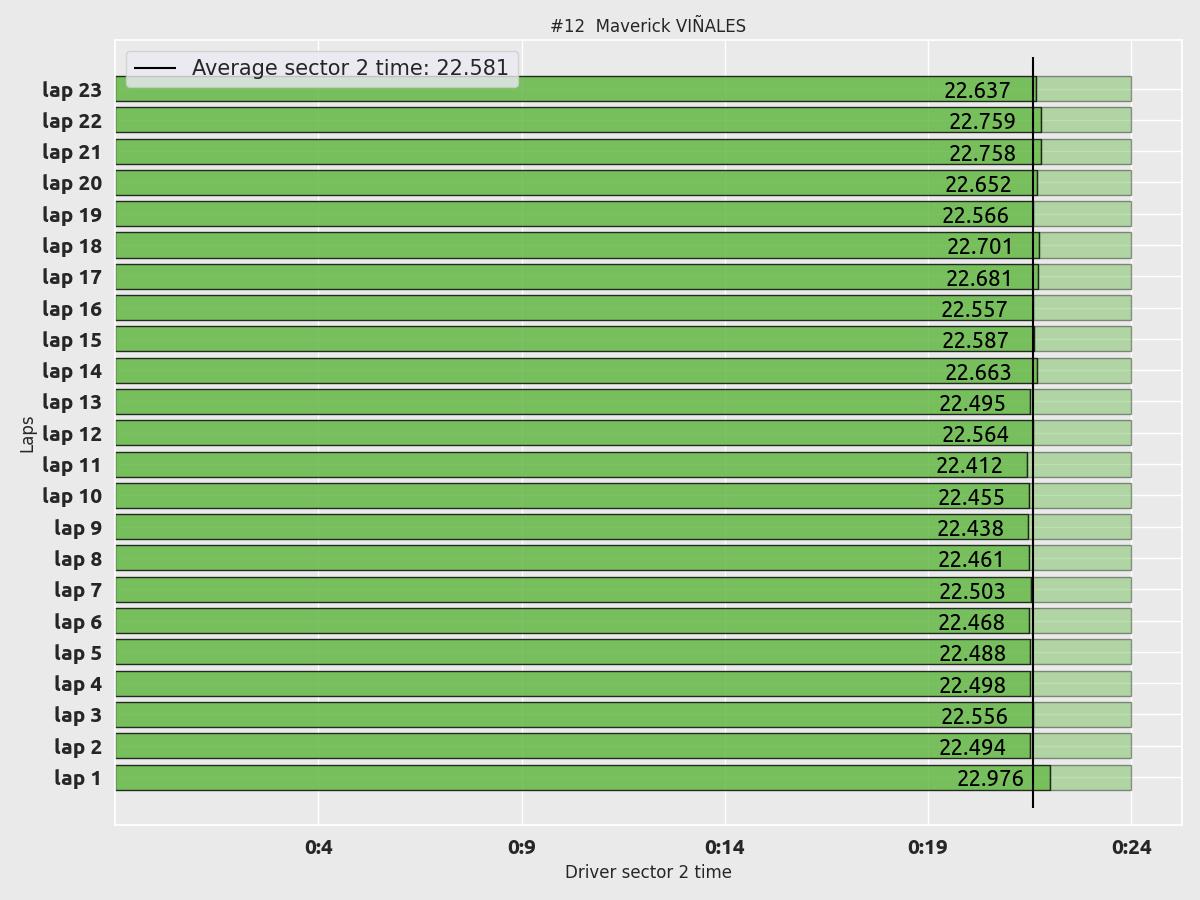 #12  Maverick VIÑALES
Average sector 2 time: 22.581
lap 23 22.637
lap 22 22.759
lap 21 22.758
lap 20 22.652
lap 19 22.566
lap 18 22.701
lap 17 22.681
lap 16 22.557
lap 15 22.587
lap 14 22.663
lap 13 22.495
lap 12 22.564
lap 11 22.412
lap 10 22.455
lap 9 22.438
lap 8 22.461
lap 7 22.503
lap 6 22.468
lap 5 22.488
lap 4 22.498
lap 3 22.556
lap 2 22.494
lap 1 22.976
Laps
0:4 0:9 0:14 0:19 0:24
Driver sector 2 time